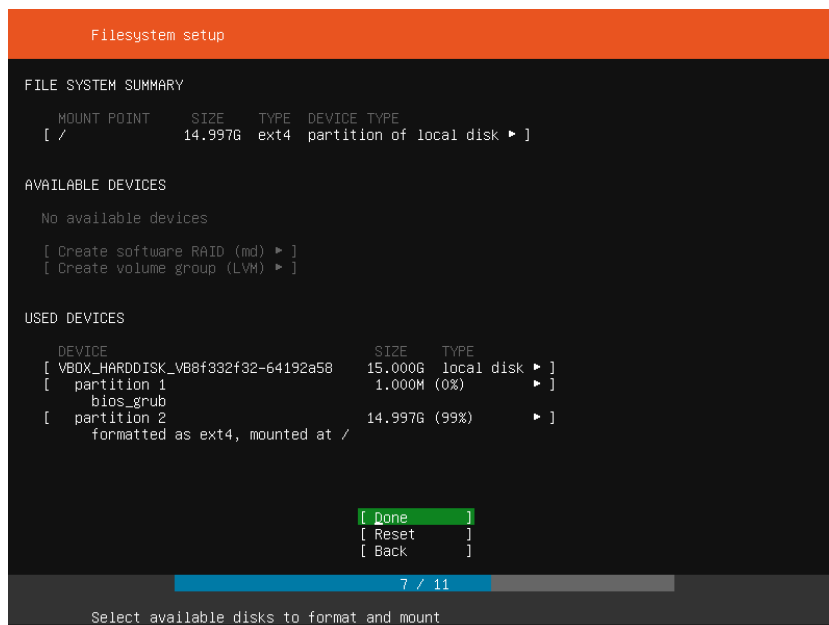 Filesystem setup
FILE SYSTEM SUMMARY
MOUNT POINT SIZE TYPE DEVICE TYPE
[ / 14.997G ext4 partition of local disk ▸ ]
AVAILABLE DEVICES
No available devices
[ Create software RAID (md) ▸ ]
[ Create volume group (LVM) ▸ ]
USED DEVICES
DEVICE SIZE TYPE
[ VBOX_HARDDISK_VB8f332f32-64192a58 15.000G local disk ▸ ]
[ partition 1 1.000M (0%) ▸ ]
bios_grub
[ partition 2 14.997G (99%) ▸ ]
formatted as ext4, mounted at /
[ Done ]
[ Reset ]
[ Back ]
7 / 11
Select available disks to format and mount